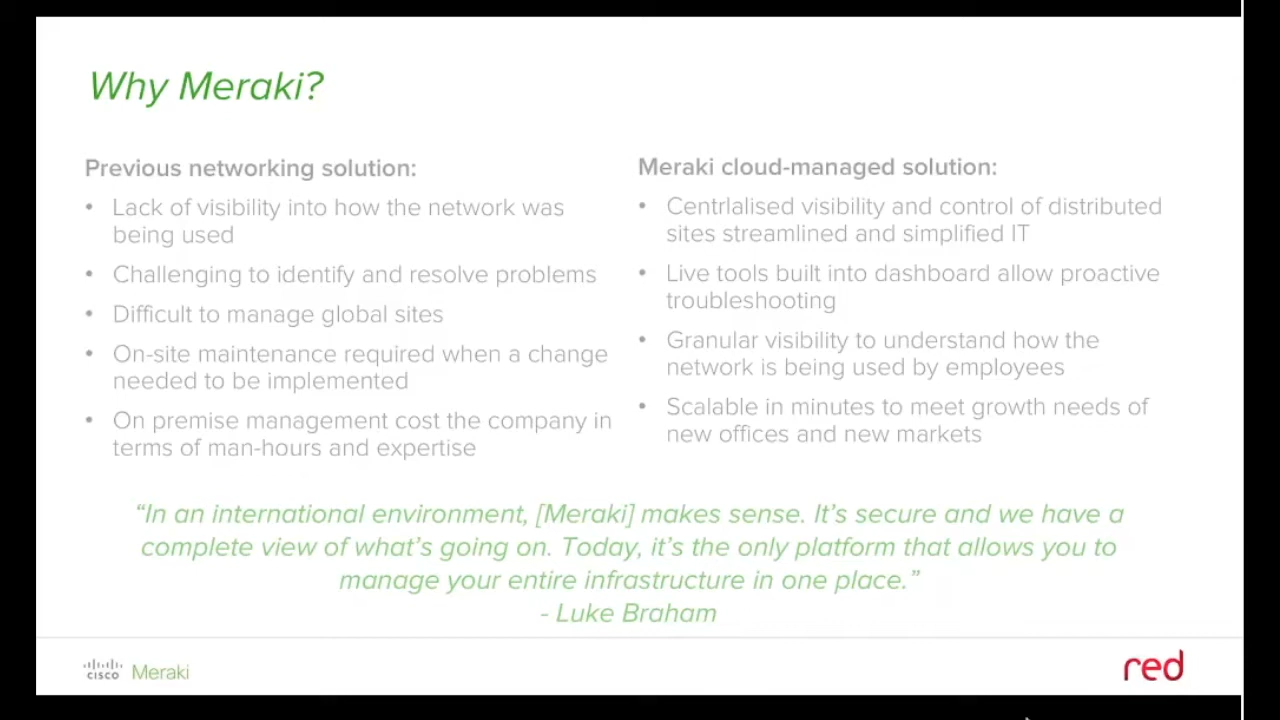 Why Meraki?
Previous networking solution:
• Lack of visibility into how the network was
being used
• Challenging to identify and resolve problems
• Difficult to manage global sites
• On-site maintenance required when a change
needed to be implemented
• On premise management cost the company in
terms of man-hours and expertise
Meraki cloud-managed solution:
• Centrlalised visibility and control of distributed
sites streamlined and simplified IT
• Live tools built into dashboard allow proactive
troubleshooting
• Granular visibility to understand how the
network is being used by employees
• Scalable in minutes to meet growth needs of
new offices and new markets
“In an international environment, [Meraki] makes sense. It’s secure and we have a
complete view of what’s going on. Today, it’s the only platform that allows you to
manage your entire infrastructure in one place.”
- Luke Braham
cisco Meraki
red